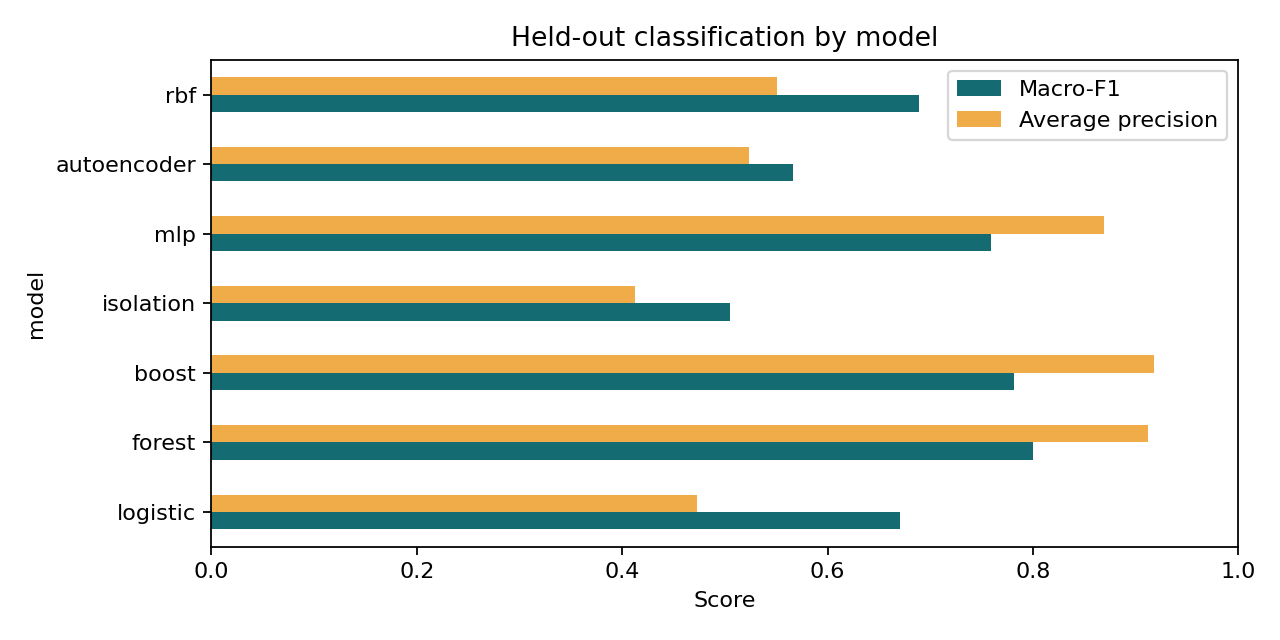 Held-out classification by model
Macro-F1
Average precision
rbf
autoencoder
mlp
isolation
boost
forest
logistic
model
0.0 0.2 0.4 0.6 0.8 1.0
Score